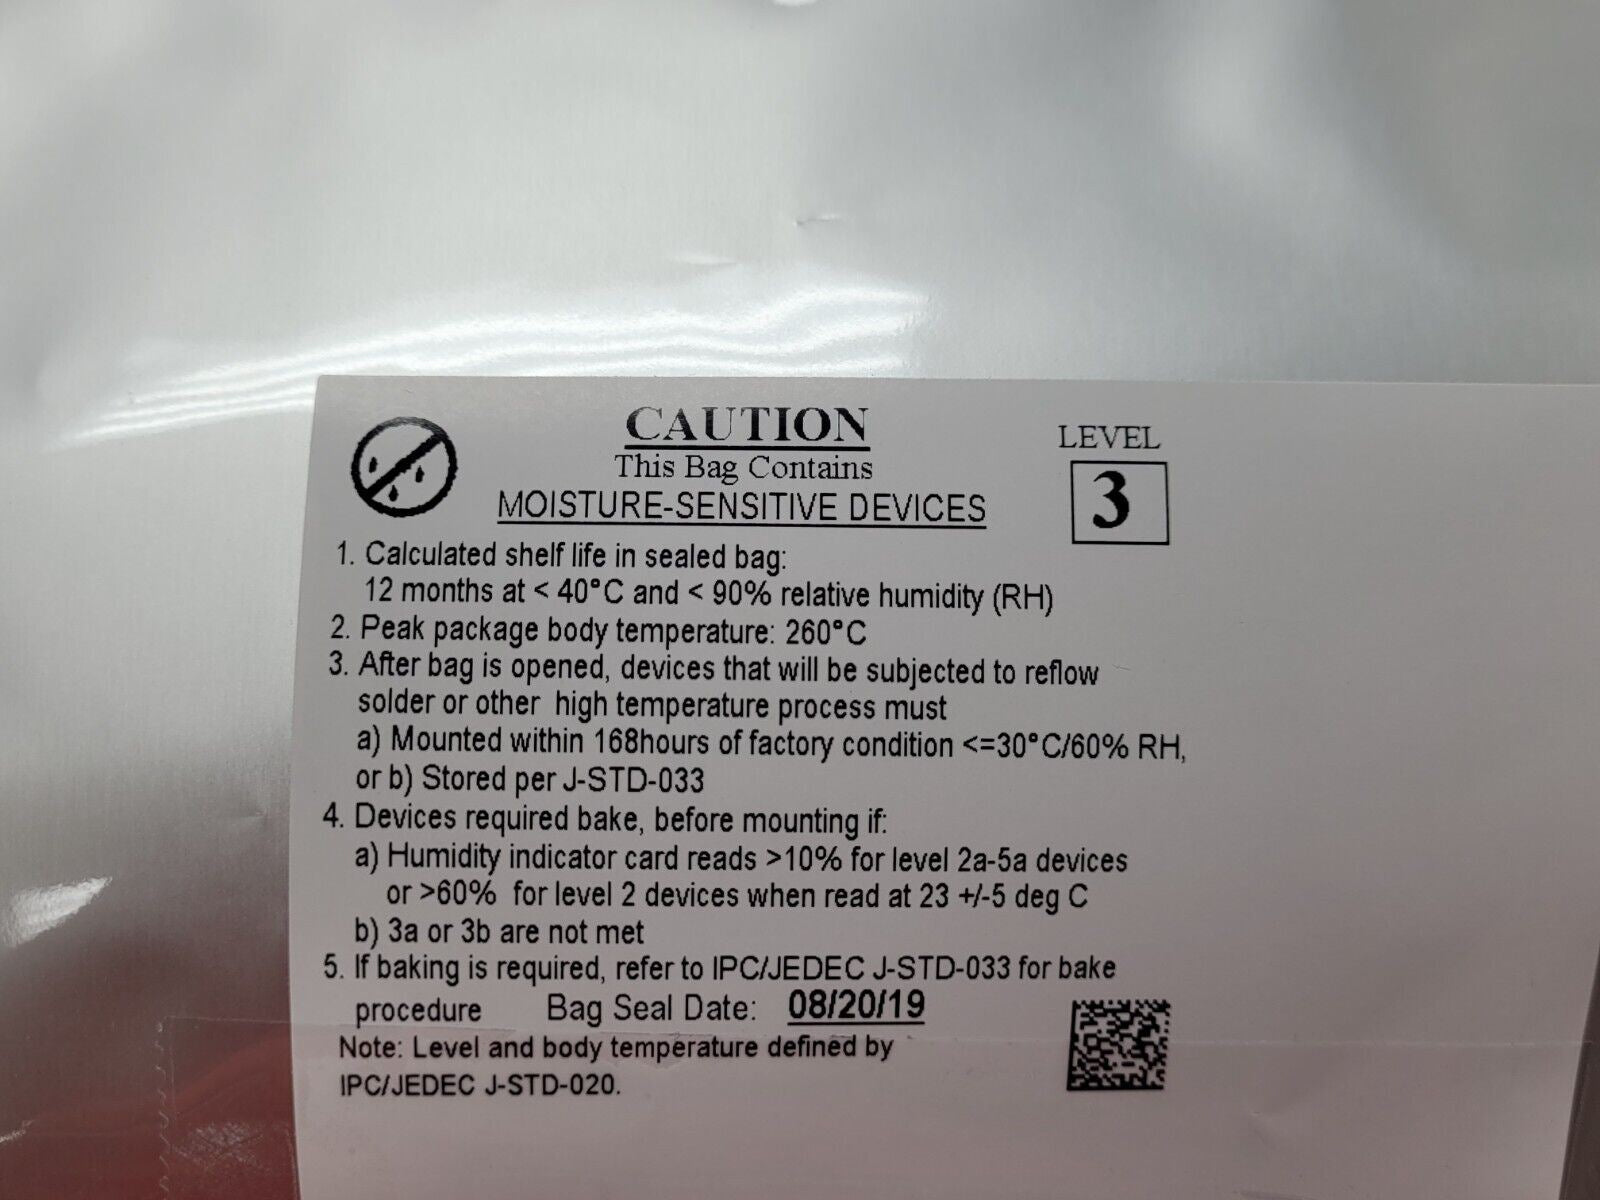 CAUTION
LEVEL
This Bag Contains
3
MOISTURE-SENSITIVE DEVICES
1. Calculated shelf life in sealed bag:
12 months at < 40°C and < 90% relative humidity (RH)
2. Peak package body temperature: 260°C
3. After bag is opened, devices that will be subjected to reflow
solder or other high temperature process must
a) Mounted within 168hours of factory condition <=30°C/60% RH,
or b) Stored per J-STD-033
4. Devices required bake, before mounting if:
a) Humidity indicator card reads >10% for level 2a-5a devices
or >60% for level 2 devices when read at 23 +/-5 deg C
b) 3a or 3b are not met
5. If baking is required, refer to IPC/JEDEC J-STD-033 for bake
procedure Bag Seal Date: 08/20/19
Note: Level and body temperature defined by
IPC/JEDEC J-STD-020.